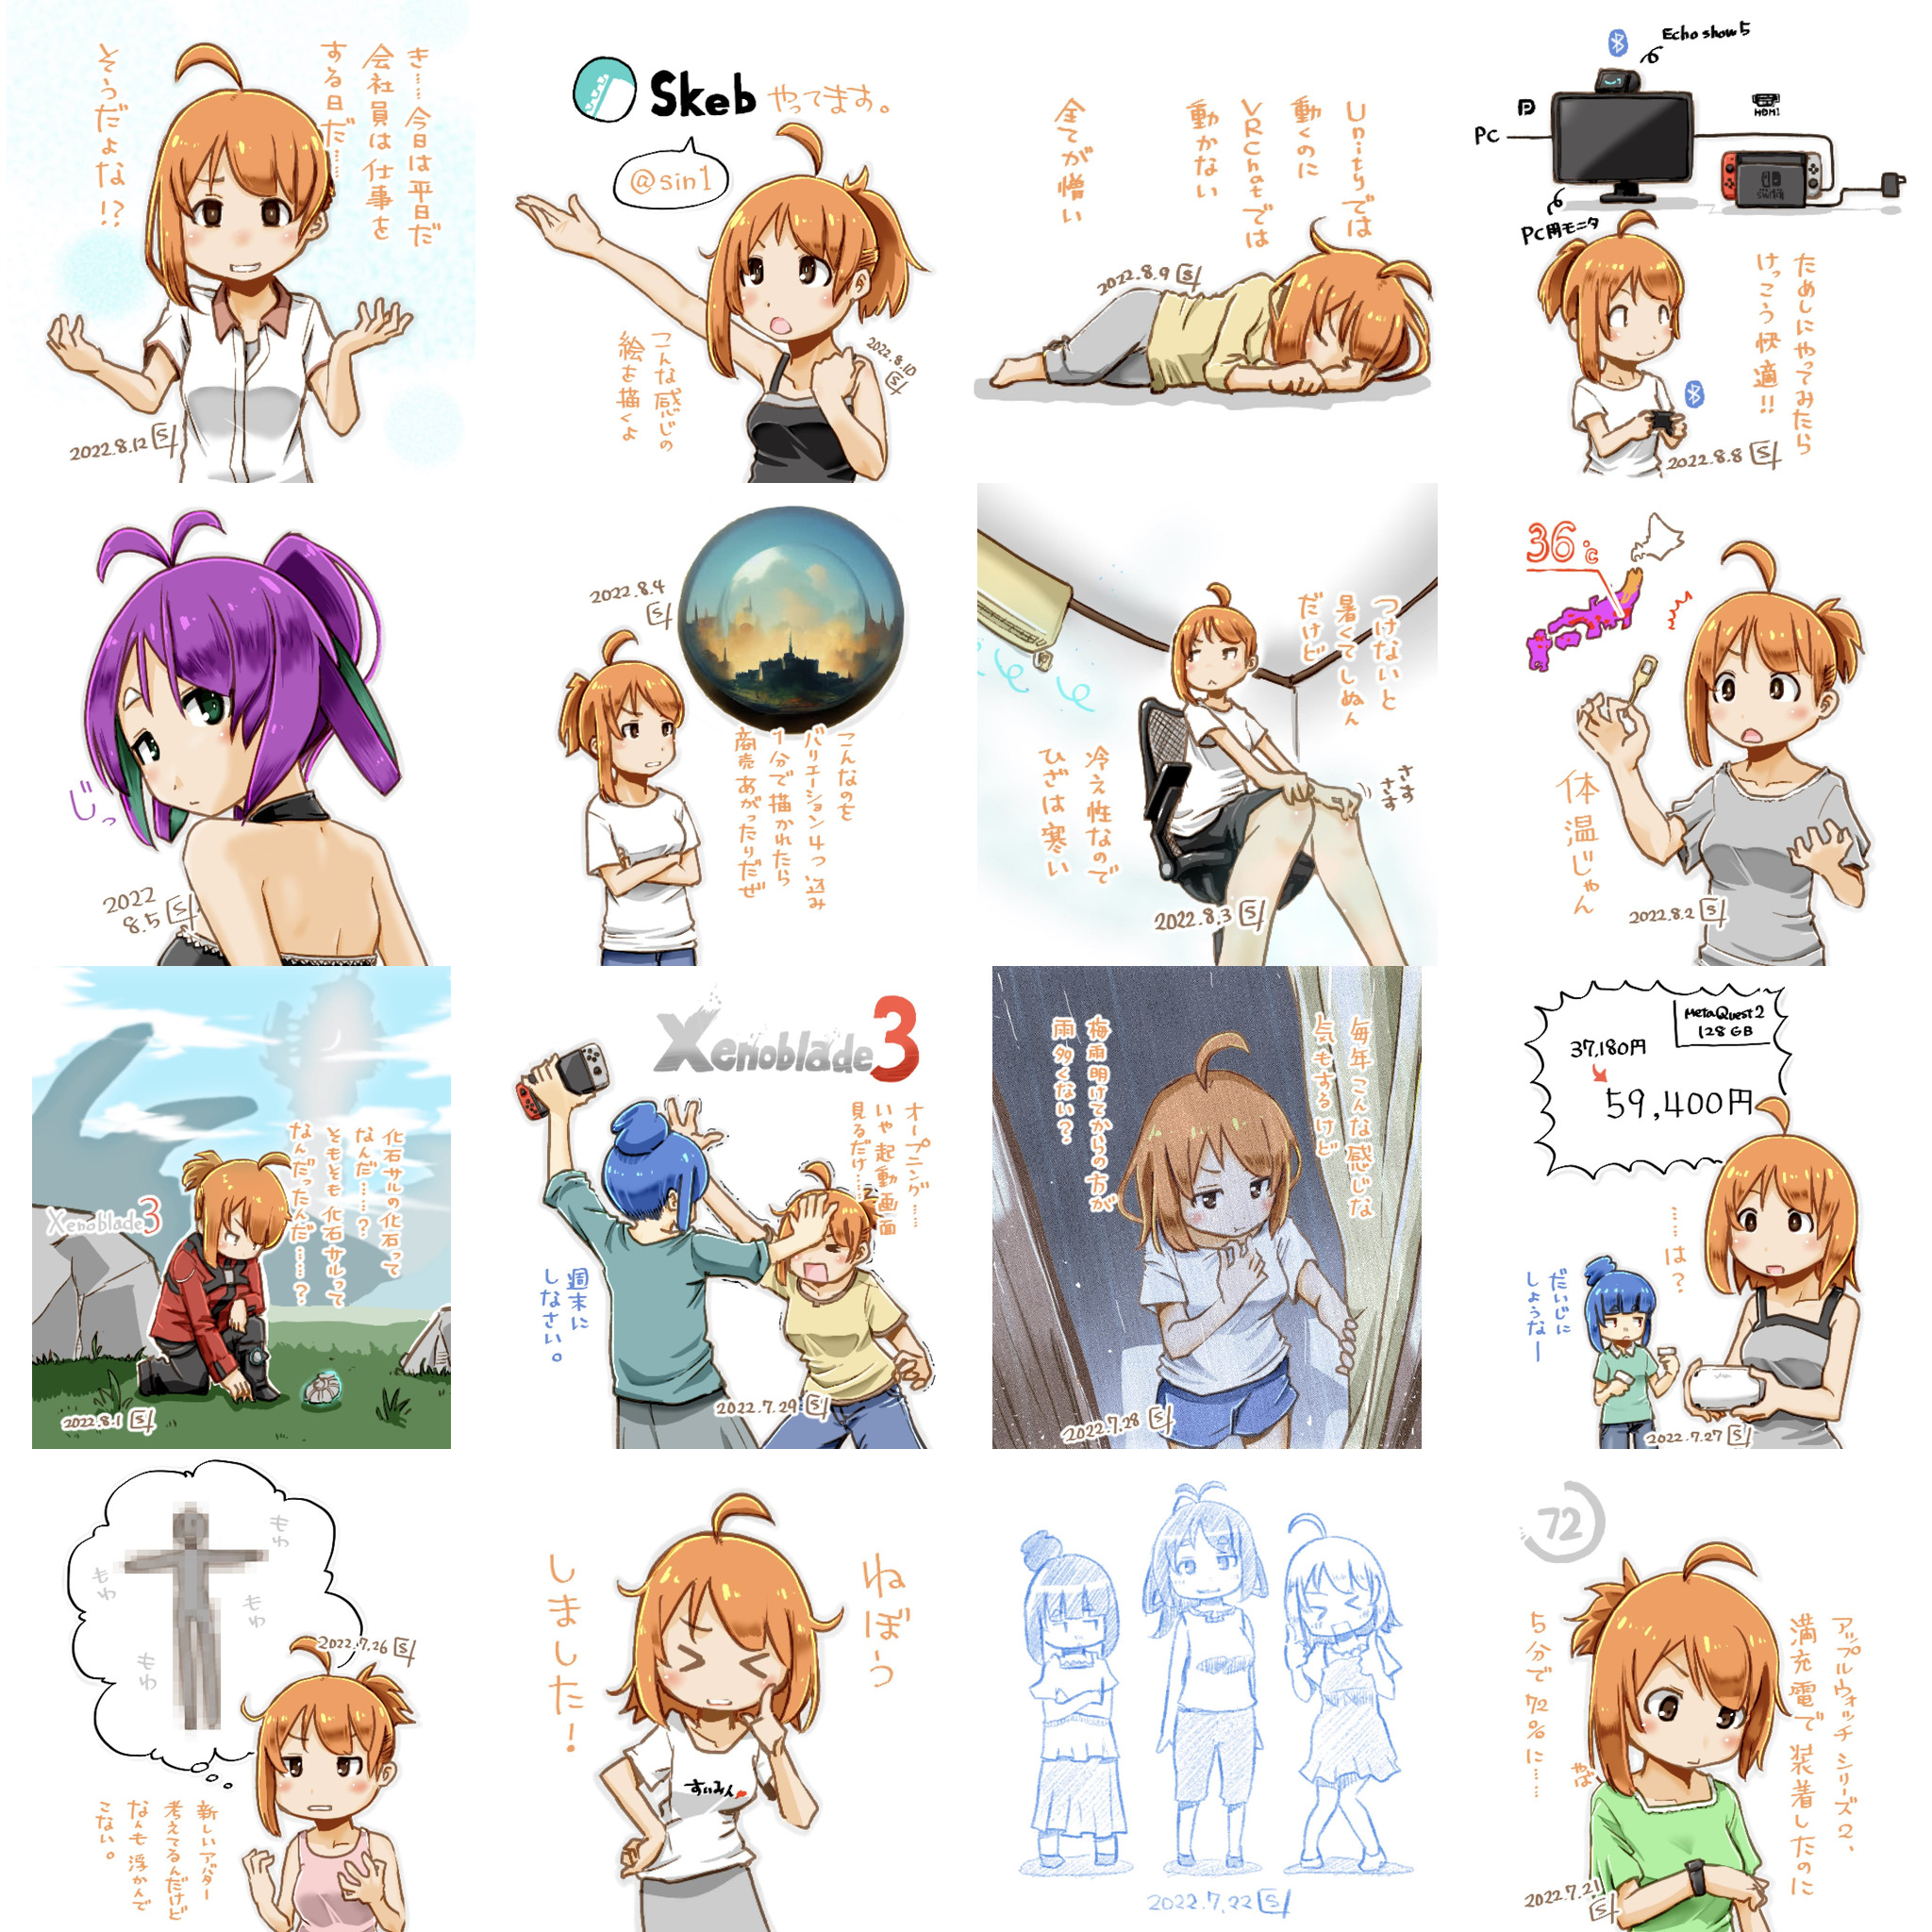 き……今日は平日だ
会社員は仕事を
する日だ……
そうだよな!?
2022.8.12
Skeb やってます。
@sin1
こんな感じの
絵を描くよ
2022.8.10
Unityでは
動くのに
VRChatでは
動かない
全てが憎い
2022.8.9
Echo show 5
PC
HDMI
SWITCH
PC用モニタ
ためしにやってみたら
けっこう快適!!
2022.8.8
じっ
2022
8.5
2022.8.4
こんなのを
バリエーション4つ込み
1分で描かれたら
商売あがったりだぜ
つけないと
暑くてしぬん
だけど
冷え性なので
ひざは寒い
さす
さす
2022.8.3
36℃
体温じゃん
2022.8.2
Xenoblade3
化石サルの化石って
なんだ……?
そもそも化石サルって
なんだったんだ……?
2022.8.1
Xenoblade3
オープニング……
いや起動画面
見るだけ……
週末に
しなさい。
2022.7.29
毎年こんな感じな
気もするけど
梅雨明けてからの方が
雨多くない?
2022.7.28
Meta Quest 2
128GB
37,180円
59,400円
……は?
だいじに
しような―
2022.7.27
もわ
もわ
もわ
もわ
2022.7.26
新しいアバター
考えてるんだけど
なんも浮かんで
こない。
ねぼう
しました!
すいみん
2022.7.22
72
アップルウォッチ シリーズ2、
満充電で装着したのに
5分で72%に……
やば
2022.7.21